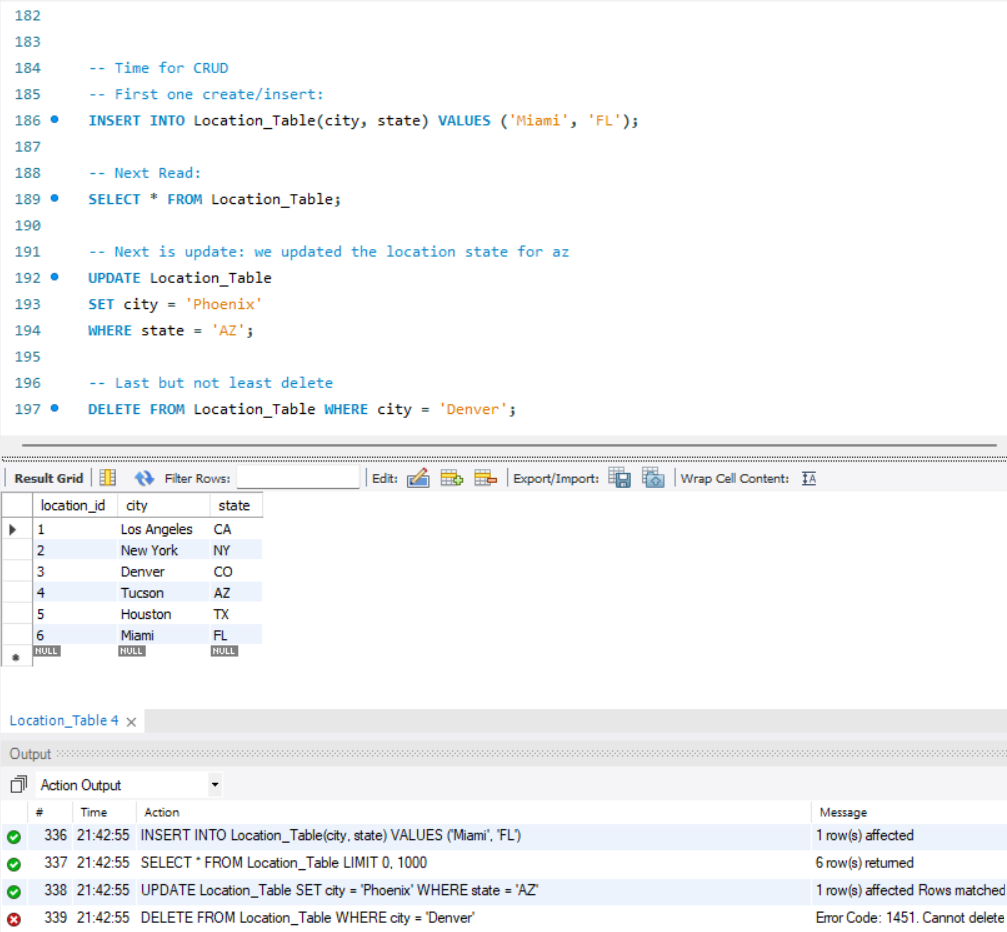 182
183
184 -- Time for CRUD
185 -- First one create/insert:
186 INSERT INTO Location_Table(city, state) VALUES ('Miami', 'FL');
187
188 -- Next Read:
189 SELECT * FROM Location_Table;
190
191 -- Next is update: we updated the location state for az
192 UPDATE Location_Table
193 SET city = 'Phoenix'
194 WHERE state = 'AZ';
195
196 -- Last but not least delete
197 DELETE FROM Location_Table WHERE city = 'Denver';
Result Grid Filter Rows: Edit: Export/Import: Wrap Cell Content: IA
location_id city state
1 Los Angeles CA
2 New York NY
3 Denver CO
4 Tucson AZ
5 Houston TX
6 Miami FL
NULL NULL NULL
Location_Table 4 ×
Output
Action Output
# Time Action Message
336 21:42:55 INSERT INTO Location_Table(city, state) VALUES ('Miami', 'FL') 1 row(s) affected
337 21:42:55 SELECT * FROM Location_Table LIMIT 0, 1000 6 row(s) returned
338 21:42:55 UPDATE Location_Table SET city = 'Phoenix' WHERE state = 'AZ' 1 row(s) affected Rows matched
339 21:42:55 DELETE FROM Location_Table WHERE city = 'Denver' Error Code: 1451. Cannot delete